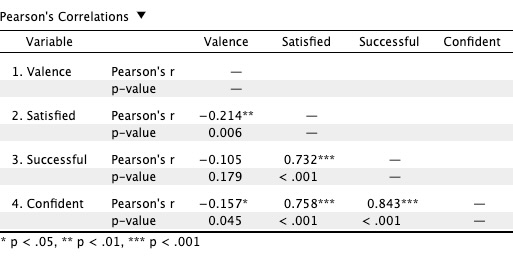 Pearson's Correlations ▼
Variable Valence Satisfied Successful Confident
1. Valence Pearson's r —
p-value —
2. Satisfied Pearson's r −0.214** —
p-value 0.006 —
3. Successful Pearson's r −0.105 0.732*** —
p-value 0.179 < .001 —
4. Confident Pearson's r −0.157* 0.758*** 0.843*** —
p-value 0.045 < .001 < .001 —
* p < .05, ** p < .01, *** p < .001